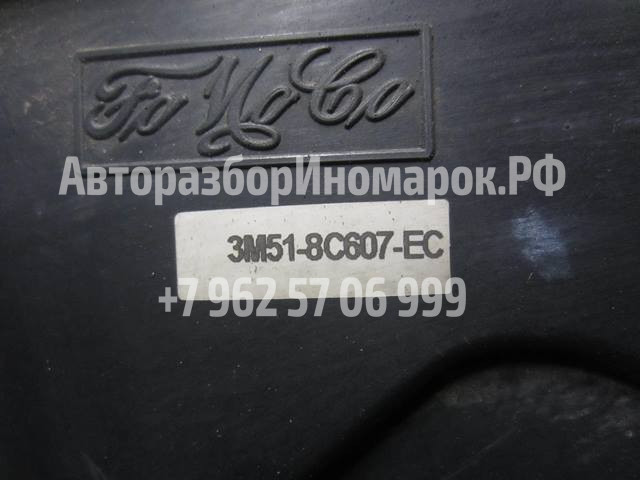 FoMoCo
АвторазборИномарок.РФ
3M51-8C607-EC
+7 962 57 06 999